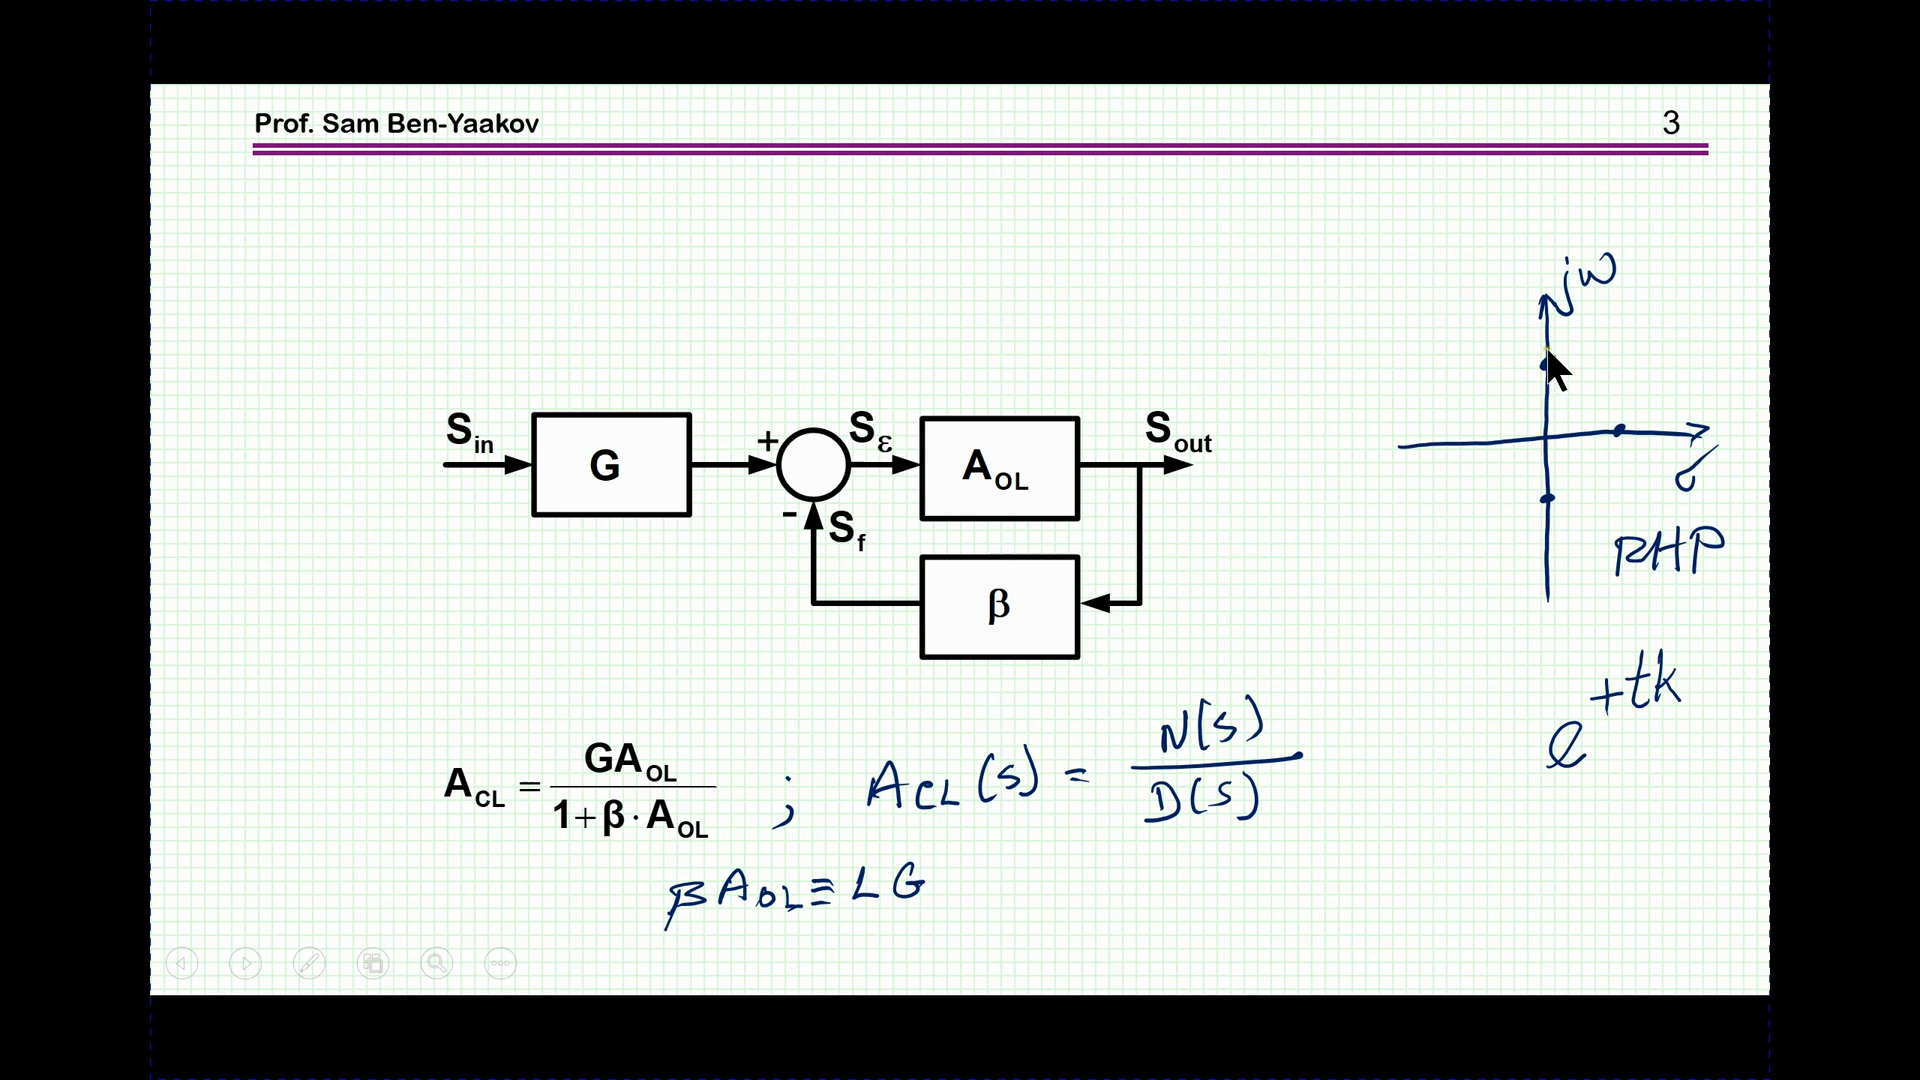 Prof. Sam Ben-Yaakov 3
jω
S_in G + S_ε A_OL S_out
σ
- S_f
β
RHP
e^{+tk}
A_CL = GA_OL / 1+β·A_OL ; A_CL(s) = N(s) / D(s)
βA_OL ≡ LG